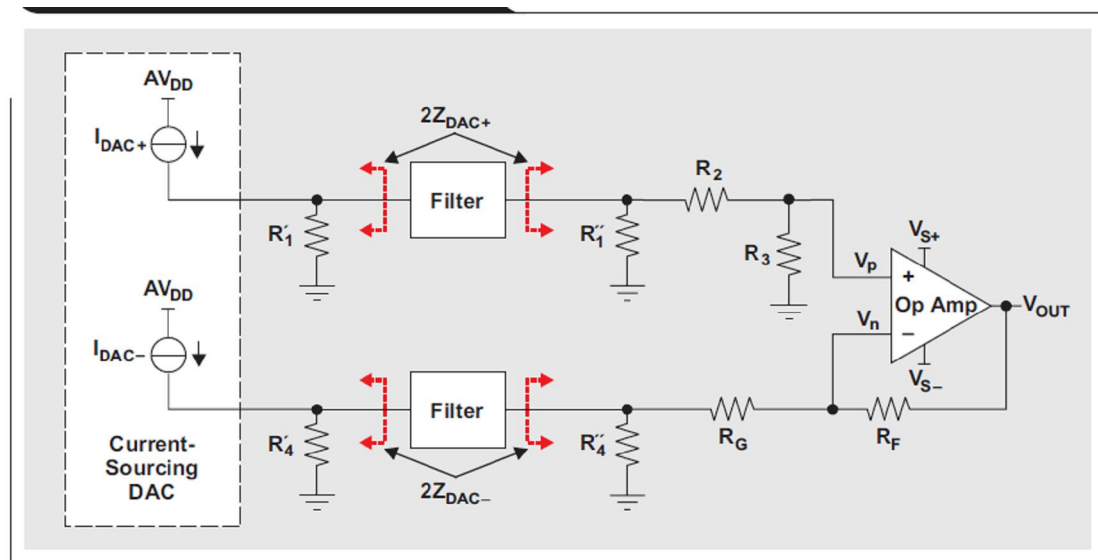 AVDD
IDAC+
2ZDAC+
Filter
R′1
R″1
R2
R3
VS+
Vp
+
Op Amp
VOUT
Vn
−
VS−
AVDD
IDAC−
Filter
R′4
R″4
RG
RF
2ZDAC−
Current-
Sourcing
DAC